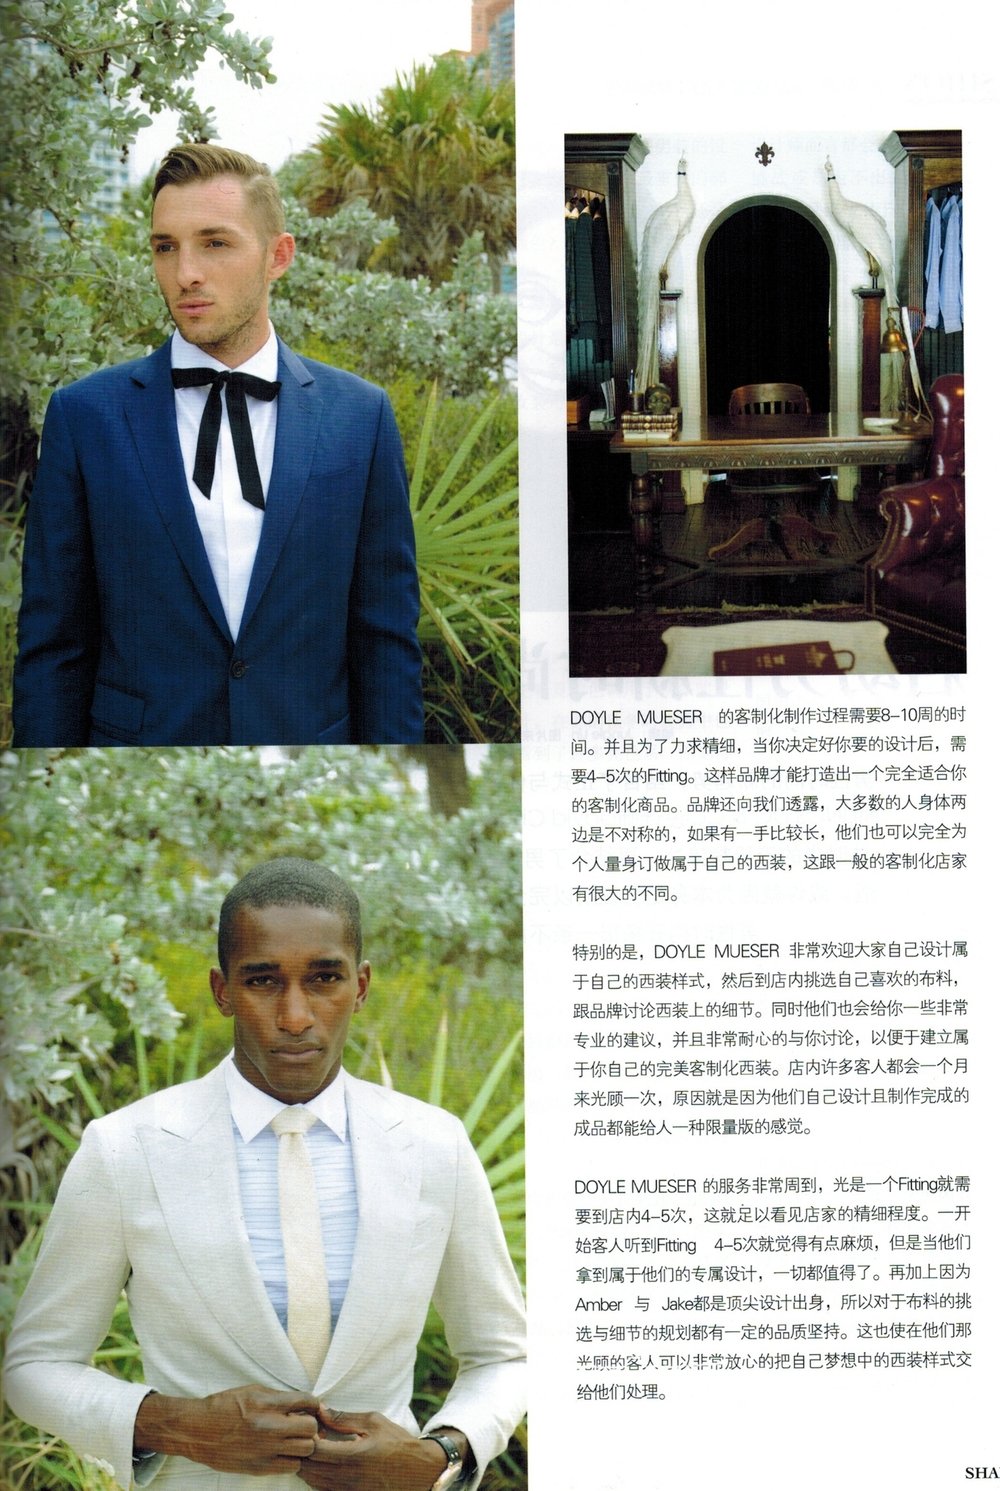 DOYLE MUESER 的客制化制作过程需要8-10周的时
间。并且为了力求精细，当你决定好你要的设计后，需
要4-5次的Fitting。这样品牌才能打造出一个完全适合你
的客制化商品。品牌还向我们透露，大多数的人身体两
边是不对称的，如果有一手比较长，他们也可以完全为
个人量身订做属于自己的西装，这跟一般的客制化店家
有很大的不同。
特别的是，DOYLE MUESER 非常欢迎大家自己设计属
于自己的西装样式，然后到店内挑选自己喜欢的布料，
跟品牌讨论西装上的细节。同时他们也会给你一些非常
专业的建议，并且非常耐心的与你讨论，以便于建立属
于你自己的完美客制化西装。店内许多客人都会一个月
来光顾一次，原因就是因为他们自己设计且制作完成的
成品都能给人一种限量版的感觉。
DOYLE MUESER 的服务非常周到，光是一个Fitting就需
要到店内4-5次，这就足以看见店家的精细程度。一开
始客人听到Fitting 4-5次就觉得有点麻烦，但是当他们
拿到属于他们的专属设计，一切都值得了。再加上因为
Amber 与 Jake都是顶尖设计出身，所以对于布料的挑
选与细节的规划都有一定的品质坚持。这也使在他们那
光顾的客人可以非常放心的把自己梦想中的西装样式交
给他们处理。
SHA